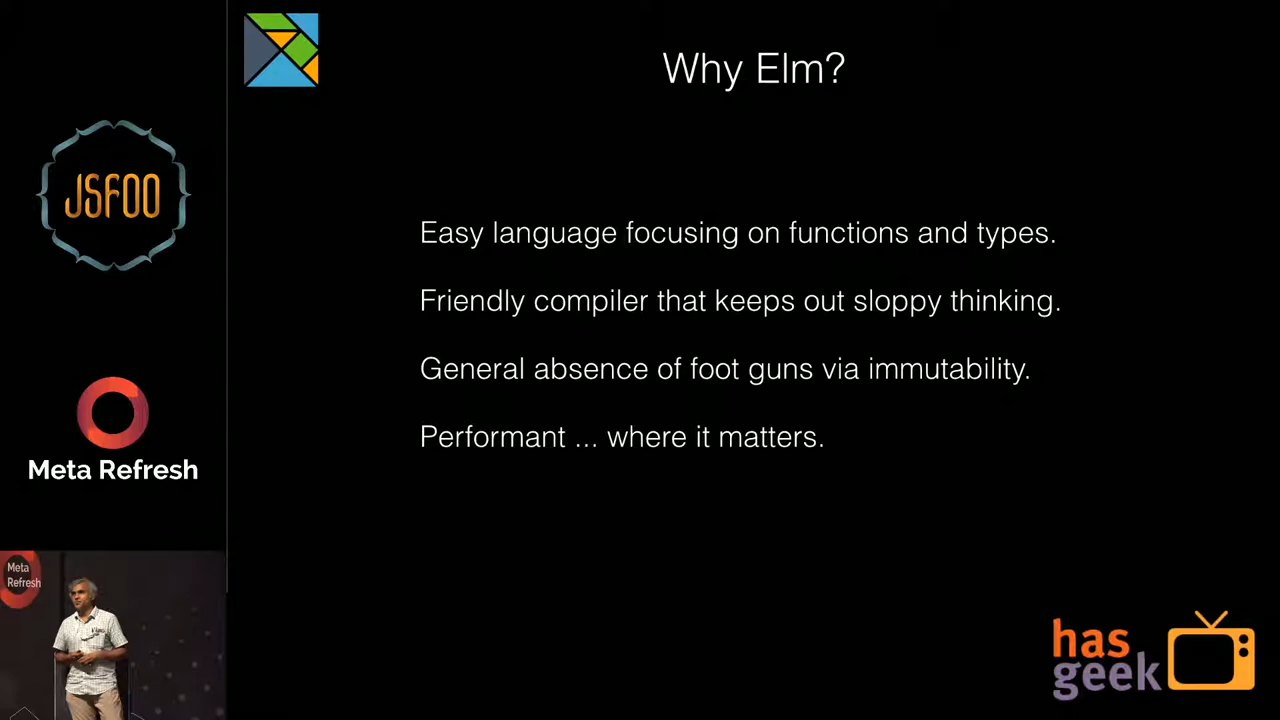 Why Elm?
JSFOO
Easy language focusing on functions and types.
Friendly compiler that keeps out sloppy thinking.
General absence of foot guns via immutability.
Performant ... where it matters.
Meta Refresh
Meta
Refresh
has
geek